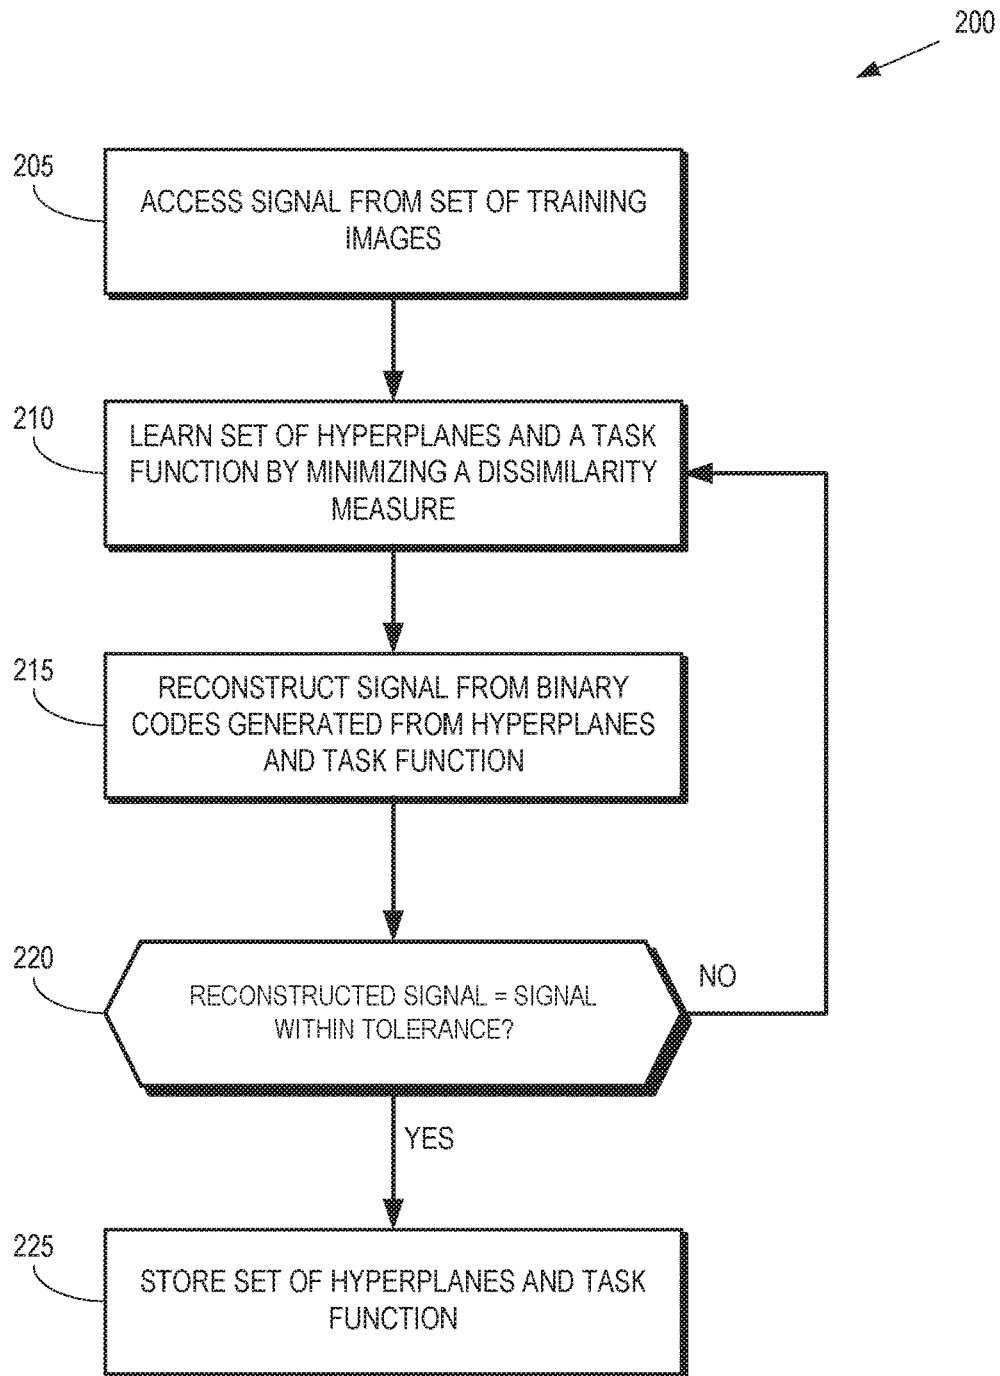 200
205
ACCESS SIGNAL FROM SET OF TRAINING
IMAGES
210
LEARN SET OF HYPERPLANES AND A TASK
FUNCTION BY MINIMIZING A DISSIMILARITY
MEASURE
215
RECONSTRUCT SIGNAL FROM BINARY
CODES GENERATED FROM HYPERPLANES
AND TASK FUNCTION
220
RECONSTRUCTED SIGNAL = SIGNAL
WITHIN TOLERANCE?
NO
YES
225
STORE SET OF HYPERPLANES AND TASK
FUNCTION